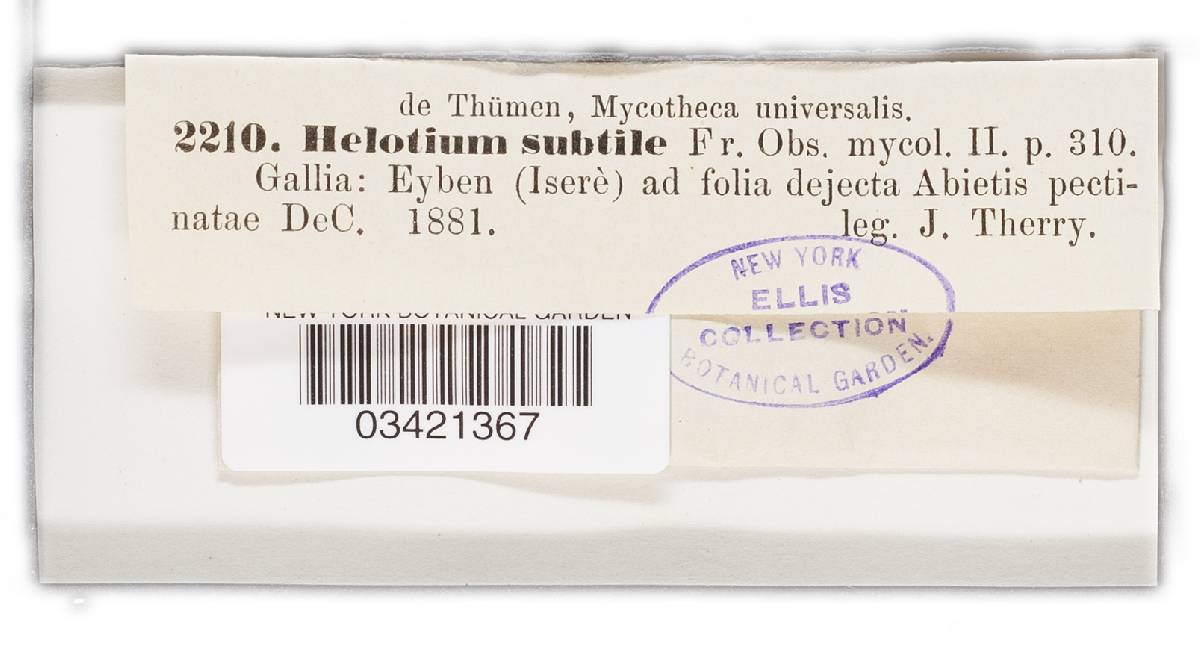 de Thümen, Mycotheca universalis.
2210. Helotium subtile Fr. Obs. mycol. II. p. 310.
Gallia: Eyben (Iserè) ad folia dejecta Abietis pecti-
natae DeC. 1881. leg. J. Therry.
NEW YORK
ELLIS
COLLECTION
BOTANICAL GARDEN.
NEW YORK BOTANICAL GARDEN
03421367